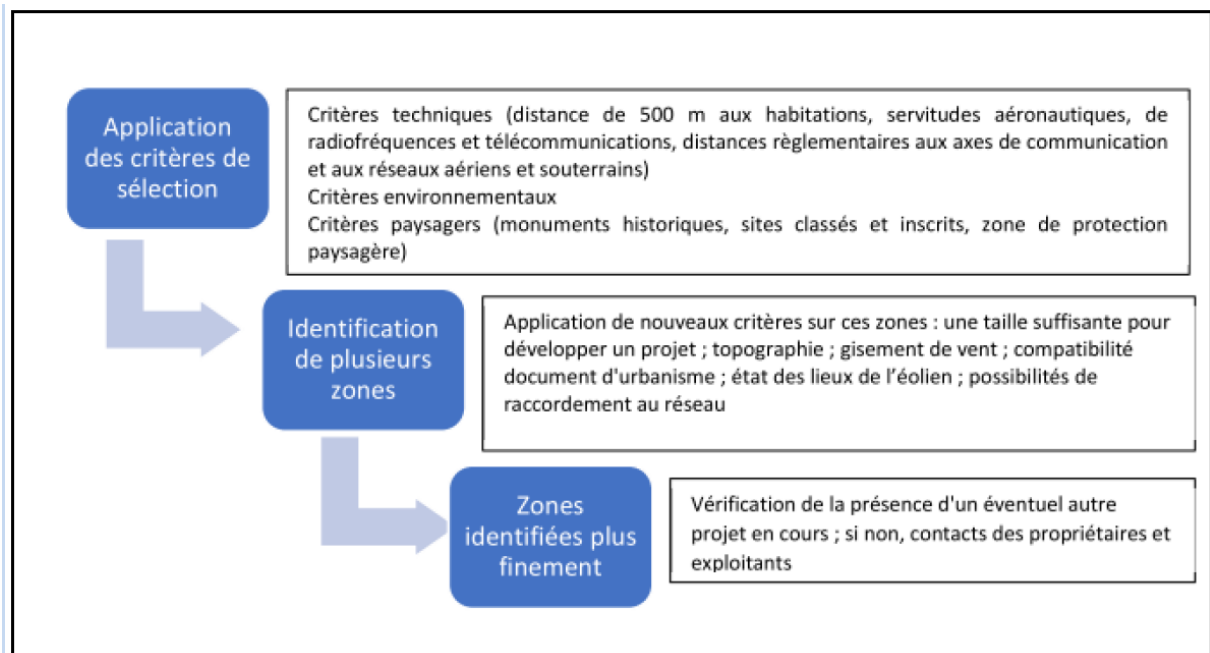 Application
des critères de
sélection
Critères techniques (distance de 500 m aux habitations, servitudes aéronautiques, de
radiofréquences et télécommunications, distances règlementaires aux axes de communication
et aux réseaux aériens et souterrains)
Critères environnementaux
Critères paysagers (monuments historiques, sites classés et inscrits, zone de protection
paysagère)
Identification
de plusieurs
zones
Application de nouveaux critères sur ces zones : une taille suffisante pour
développer un projet ; topographie ; gisement de vent ; compatibilité
document d'urbanisme ; état des lieux de l’éolien ; possibilités de
raccordement au réseau
Zones
identifiées plus
finement
Vérification de la présence d'un éventuel autre
projet en cours ; si non, contacts des propriétaires et
exploitants